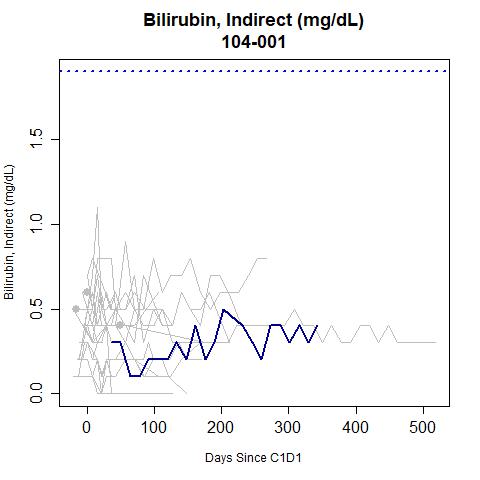 Bilirubin, Indirect (mg/dL)
104-001
Bilirubin, Indirect (mg/dL)
1.5
1.0
0.5
0.0
0 100 200 300 400 500
Days Since C1D1